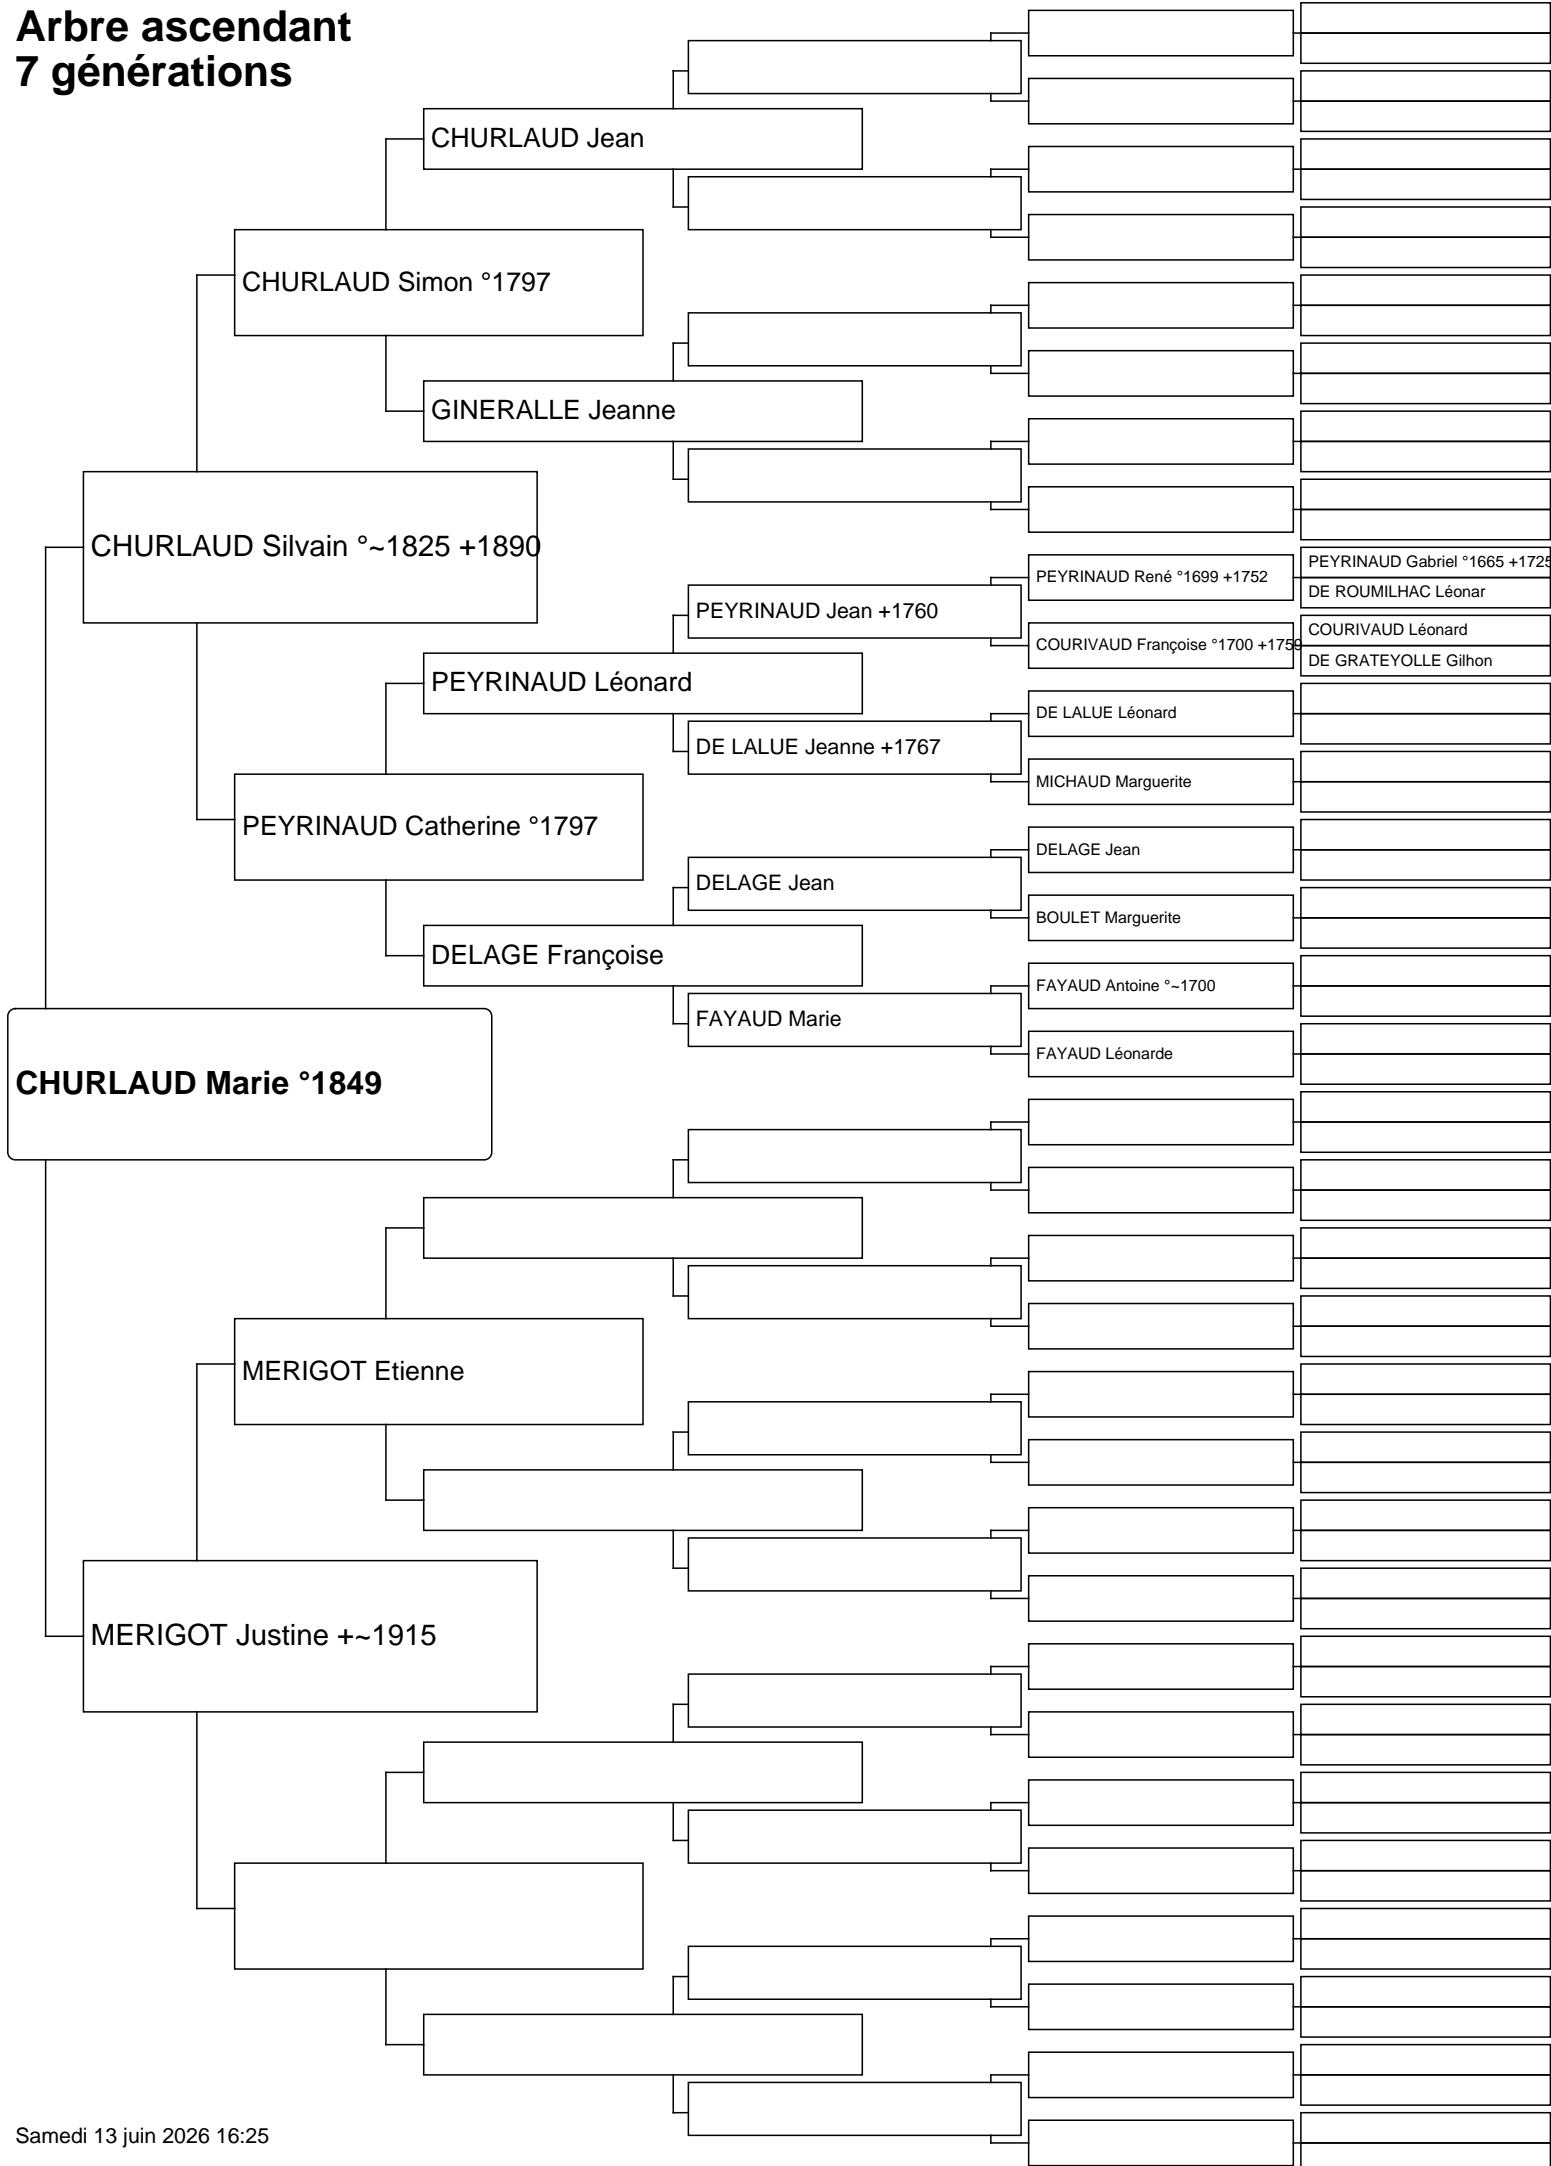 Arbre ascendant
7 générations
CHURLAUD Jean
CHURLAUD Simon °1797
GINERALLE Jeanne
CHURLAUD Silvain °~1825 +1890
PEYRINAUD René °1699 +1752
PEYRINAUD Gabriel °1665 +1725
DE ROUMILHAC Léonar
PEYRINAUD Jean +1760
COURIVAUD Françoise °1700 +1759
COURIVAUD Léonard
DE GRATEYOLLE Gilhon
PEYRINAUD Léonard
DE LALUE Léonard
DE LALUE Jeanne +1767
MICHAUD Marguerite
PEYRINAUD Catherine °1797
DELAGE Jean
DELAGE Jean
BOULET Marguerite
DELAGE Françoise
FAYAUD Antoine °~1700
FAYAUD Marie
FAYAUD Léonarde
CHURLAUD Marie °1849
MERIGOT Etienne
MERIGOT Justine +~1915
Samedi 13 juin 2026 16:25